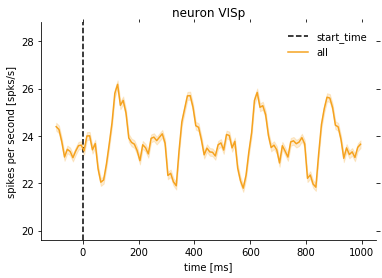 neuron VISp
28
26
24
22
20
spikes per second [spks/s]
start_time
all
0
200
400
600
800
1000
time [ms]